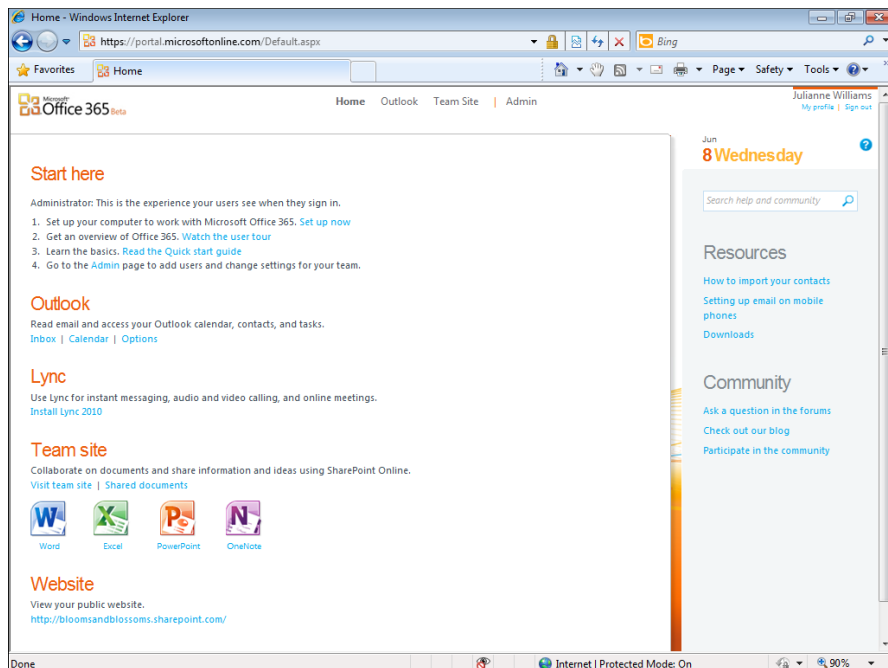 Home - Windows Internet Explorer
https://portal.microsoftonline.com/Default.aspx
Bing
Favorites
Home
Page
Safety
Tools
Microsoft
Office 365 Beta
Home
Outlook
Team Site
|
Admin
Julianne Williams
My profile | Sign out
Start here
Administrator: This is the experience your users see when they sign in.
1. Set up your computer to work with Microsoft Office 365. Set up now
2. Get an overview of Office 365. Watch the user tour
3. Learn the basics. Read the Quick start guide
4. Go to the Admin page to add users and change settings for your team.
Outlook
Read email and access your Outlook calendar, contacts, and tasks.
Inbox | Calendar | Options
Lync
Use Lync for instant messaging, audio and video calling, and online meetings.
Install Lync 2010
Team site
Collaborate on documents and share information and ideas using SharePoint Online.
Visit team site | Shared documents
Word
Excel
PowerPoint
OneNote
Website
View your public website.
http://bloomsandblossoms.sharepoint.com/
Jun
8 Wednesday
Search help and community
Resources
How to import your contacts
Setting up email on mobile
phones
Downloads
Community
Ask a question in the forums
Check out our blog
Participate in the community
Done
Internet | Protected Mode: On
90%